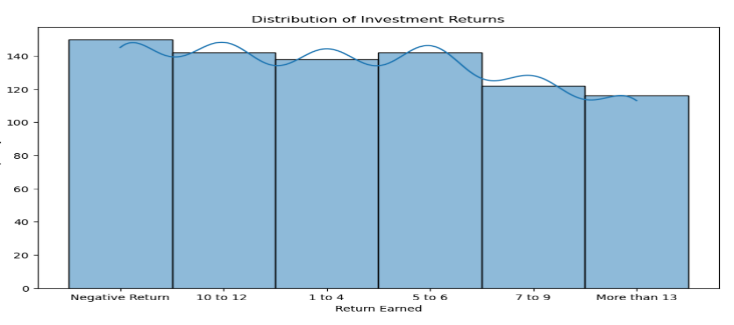 Distribution of Investment Returns
140
120
100
80
60
40
20
0
Negative Return 10 to 12 1 to 4 5 to 6 7 to 9 More than 13
Return Earned